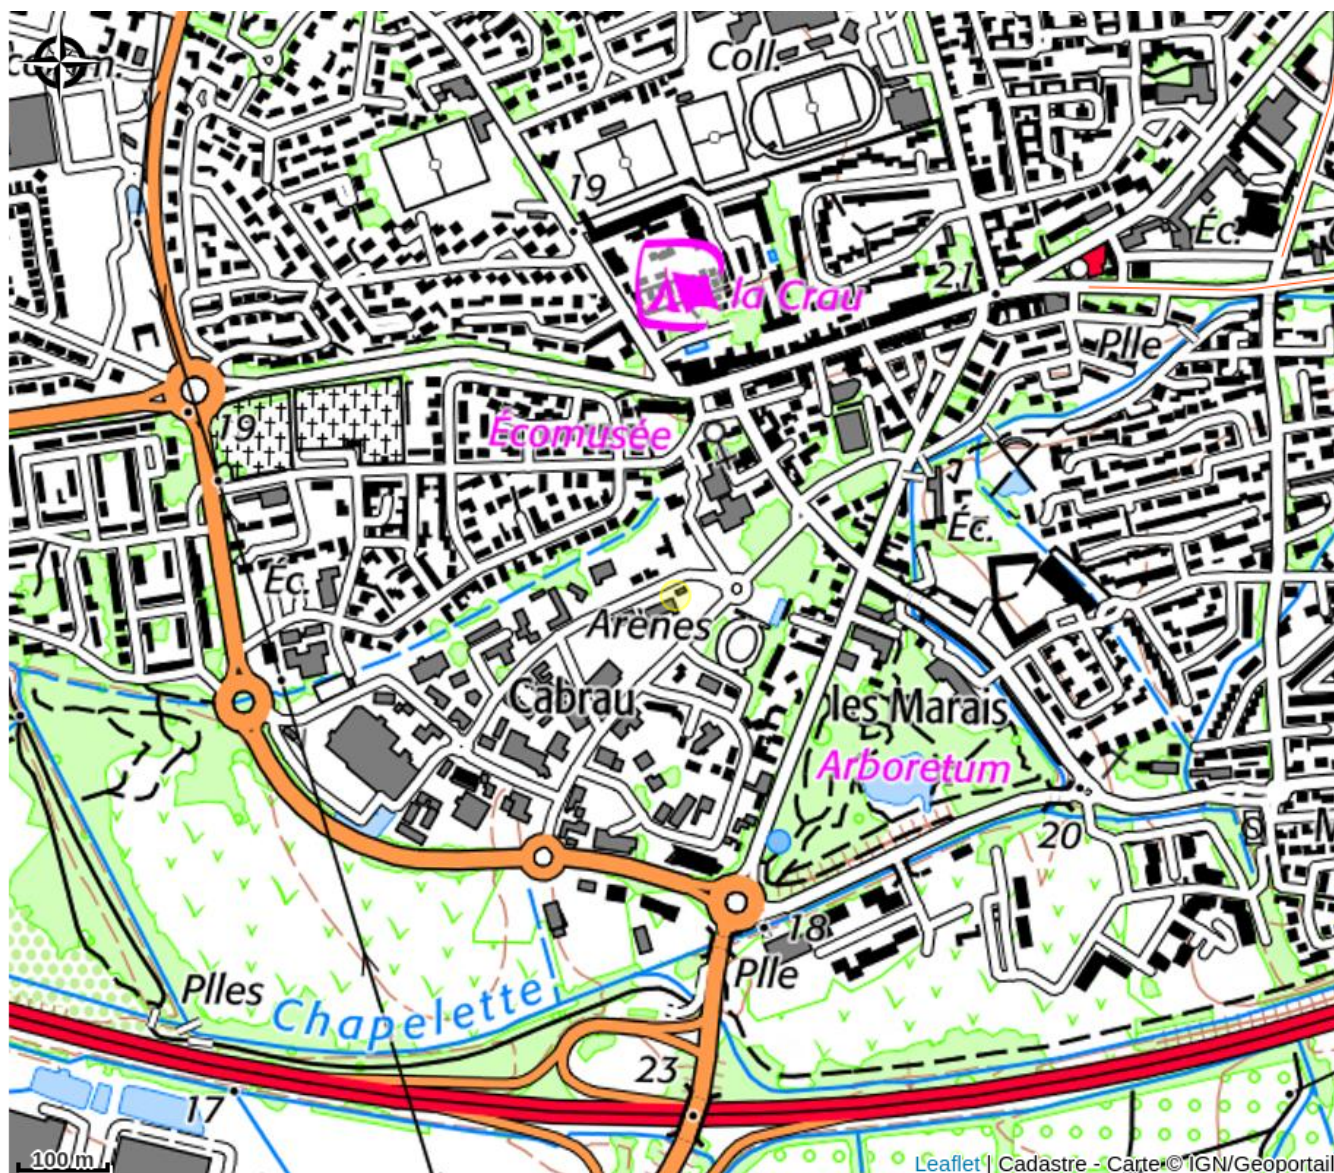 Coll.
19
la Crau
21
Éc.
Plle
19
Écomusée
Éc.
Éc.
Arènes
Cabrau
les Marais
Arboretum
20
18
Plle
Plles
Chapelette
23
17
100 m
Leaflet | Cadastre - Carte © IGN/Geoportail